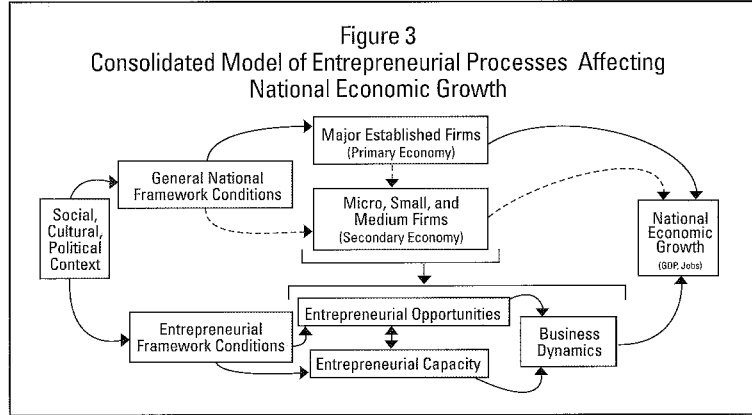 Figure 3
Consolidated Model of Entrepreneurial Processes Affecting
National Economic Growth
Major Established Firms
(Primary Economy)
General National
Framework Conditions
Micro, Small, and
Medium Firms
(Secondary Economy)
Social,
Cultural,
Political
Context
National
Economic
Growth
(GDP, Jobs)
Entrepreneurial Opportunities
Entrepreneurial
Framework Conditions
Business
Dynamics
Entrepreneurial Capacity